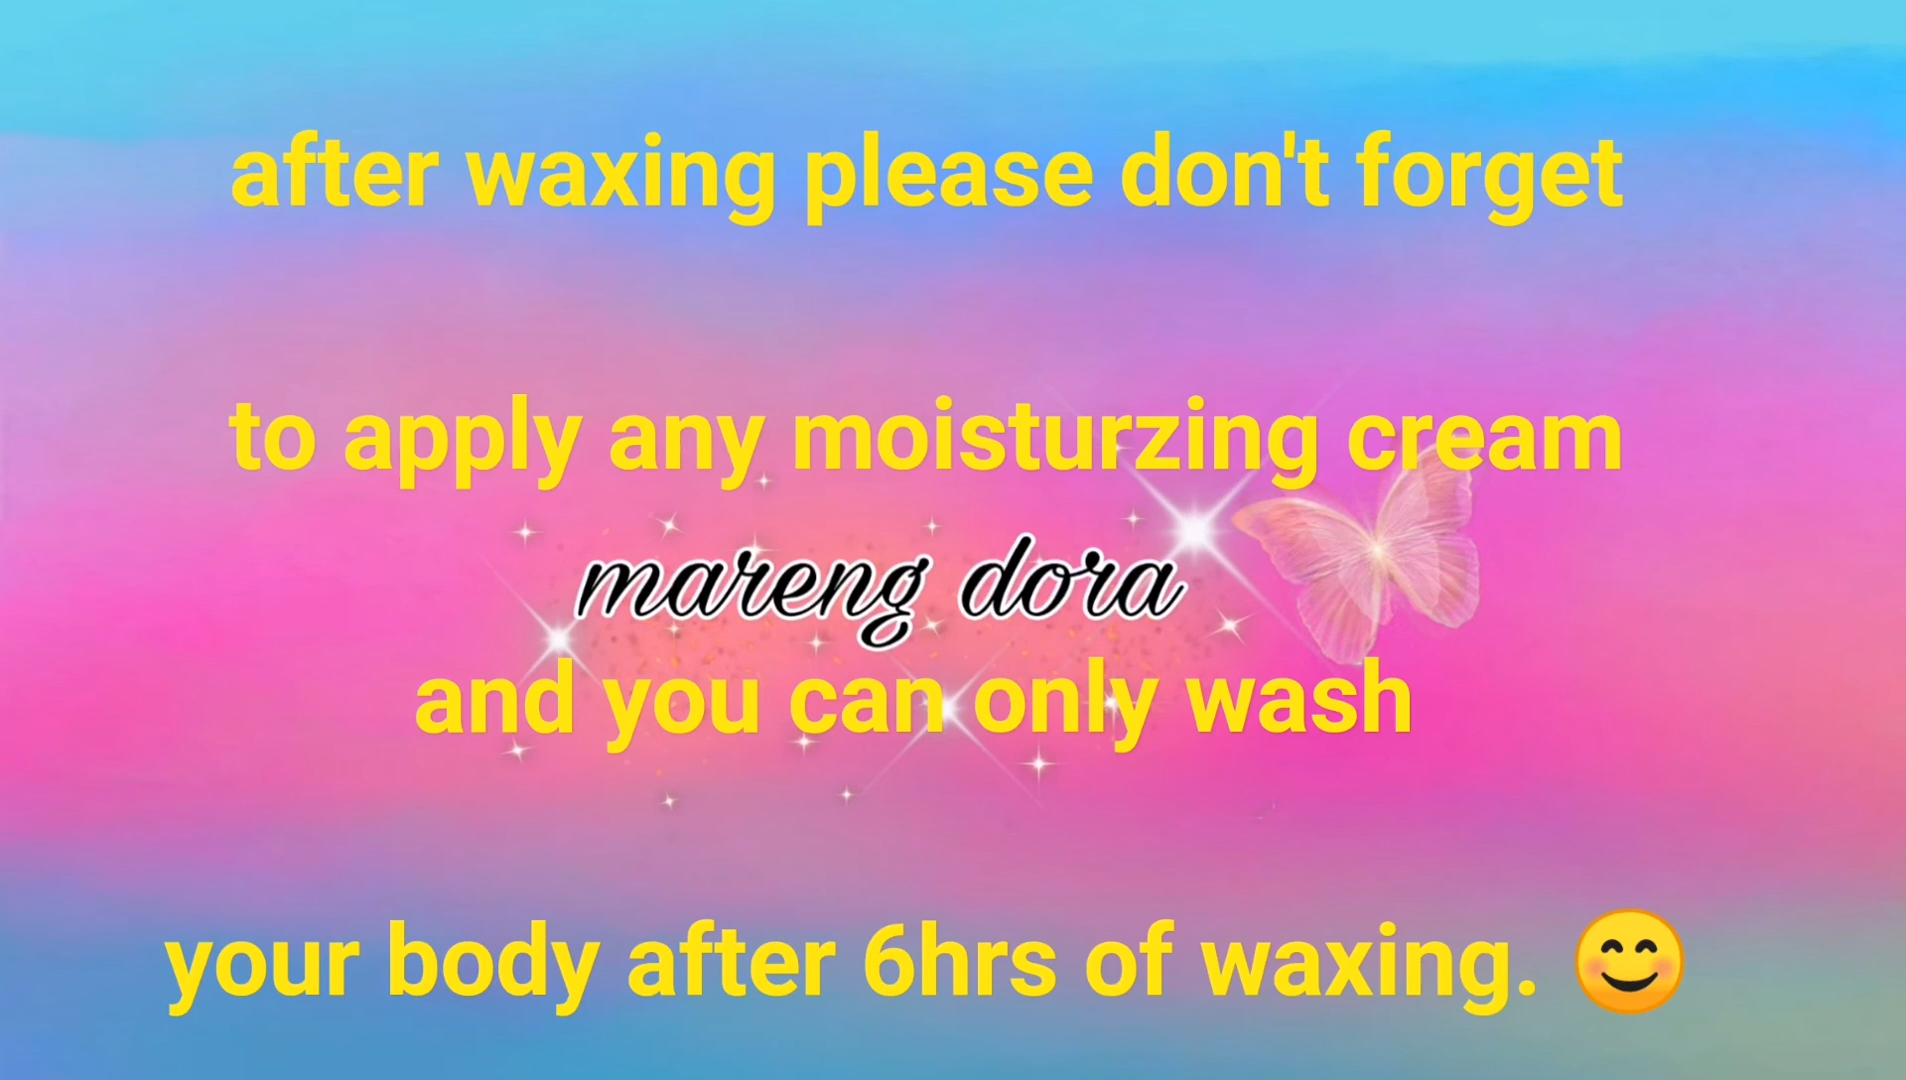 after waxing please don't forget
to apply any moisturzing cream
mareng dora
and you can only wash
your body after 6hrs of waxing. 😊